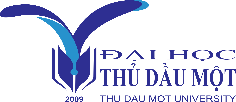 ĐẠI HỌC
THỦ DẦU MỘT
2009
THU DAU MOT UNIVERSITY